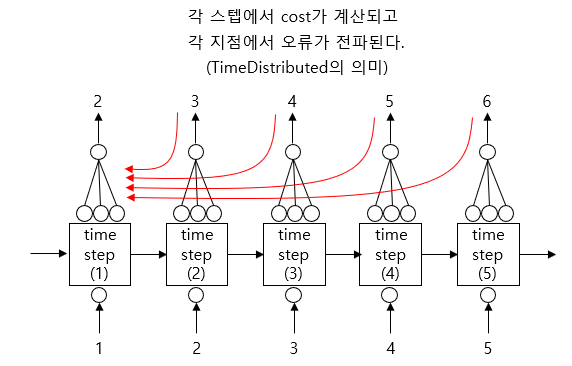 각 스텝에서 cost가 계산되고
각 지점에서 오류가 전파된다.
(TimeDistributed의 의미)
2 3 4 5 6
time step (1)
time step (2)
time step (3)
time step (4)
time step (5)
1 2 3 4 5